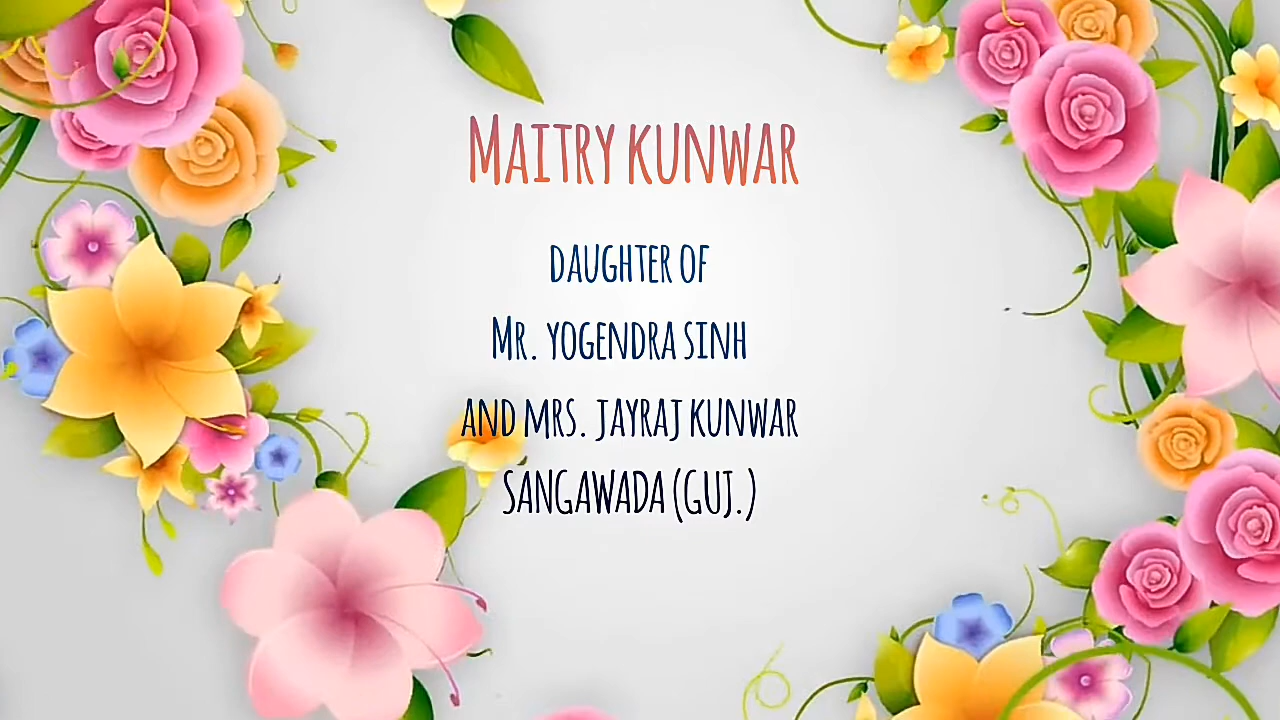 MAITRY KUNWAR
DAUGHTER OF
MR. YOGENDRA SINH
AND MRS. JAYRAJ KUNWAR
SANGAWADA (GUJ.)